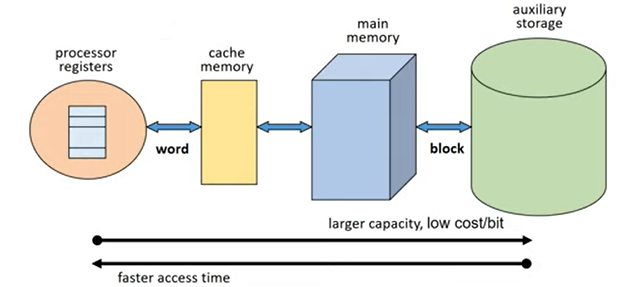 auxiliary
storage
main
memory
processor
registers
cache
memory
word
block
larger capacity, low cost/bit
faster access time